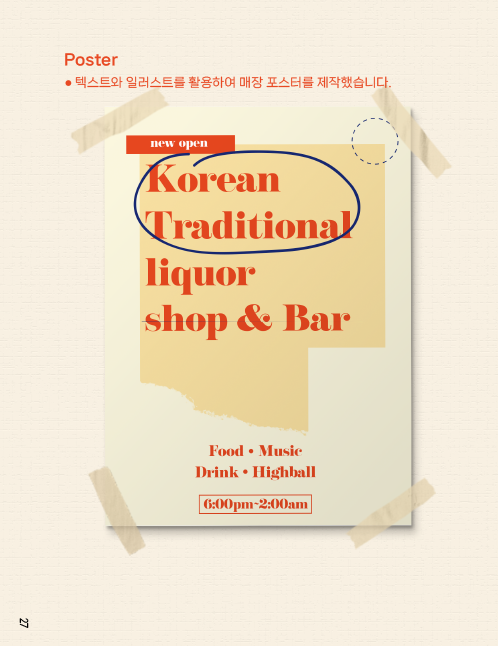 Poster
● 텍스트와 일러스트를 활용하여 매장 포스터를 제작했습니다.
new open
Korean
Traditional
liquor
shop & Bar
Food • Music
Drink • Highball
6:00pm~2:00am
27